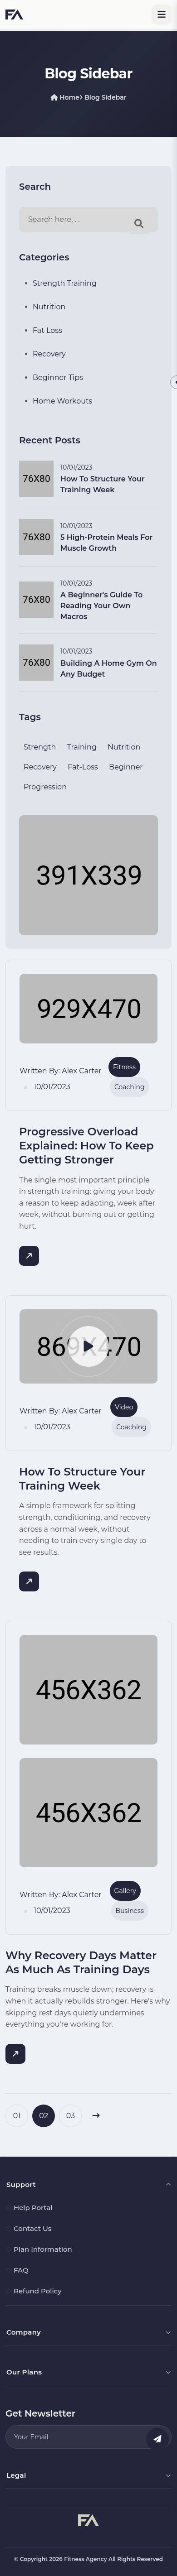 FA
Blog Sidebar
Home> Blog Sidebar
Search
Search here. . .
Categories
Strength Training
Nutrition
Fat Loss
Recovery
Beginner Tips
Home Workouts
Recent Posts
76X80
10/01/2023
How To Structure Your
Training Week
76X80
10/01/2023
5 High-Protein Meals For
Muscle Growth
76X80
10/01/2023
A Beginner's Guide To
Reading Your Own
Macros
76X80
10/01/2023
Building A Home Gym On
Any Budget
Tags
Strength Training Nutrition
Recovery Fat-Loss Beginner
Progression
391X339
929X470
Written By: Alex Carter
Fitness
10/01/2023
Coaching
Progressive Overload
Explained: How To Keep
Getting Stronger
The single most important principle
in strength training: giving your body
a reason to keep adapting, week after
week, without burning out or getting
hurt.
869X470
Written By: Alex Carter
Video
10/01/2023
Coaching
How To Structure Your
Training Week
A simple framework for splitting
strength, conditioning, and recovery
across a normal week, without
needing to train every single day to
see results.
456X362
456X362
Written By: Alex Carter
Gallery
10/01/2023
Business
Why Recovery Days Matter
As Much As Training Days
Training breaks muscle down; recovery is
when it actually rebuilds stronger. Here's why
skipping rest days quietly undermines
everything you're working for.
01 02 03
Support
Help Portal
Contact Us
Plan Information
FAQ
Refund Policy
Company
Our Plans
Get Newsletter
Your Email
Legal
FA
© Copyright 2026 Fitness Agency All Rights Reserved